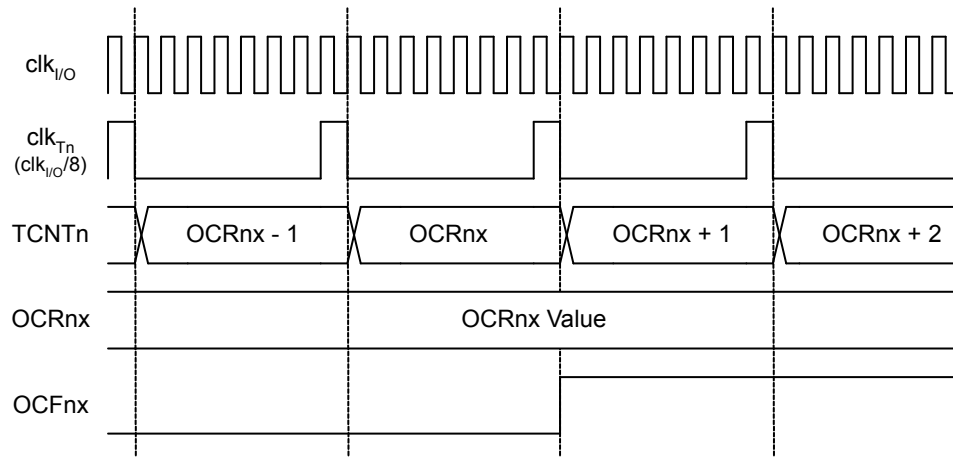 clkI/O
clkTn
(clkI/O/8)
TCNTn OCRnx - 1 OCRnx OCRnx + 1 OCRnx + 2
OCRnx OCRnx Value
OCFnx